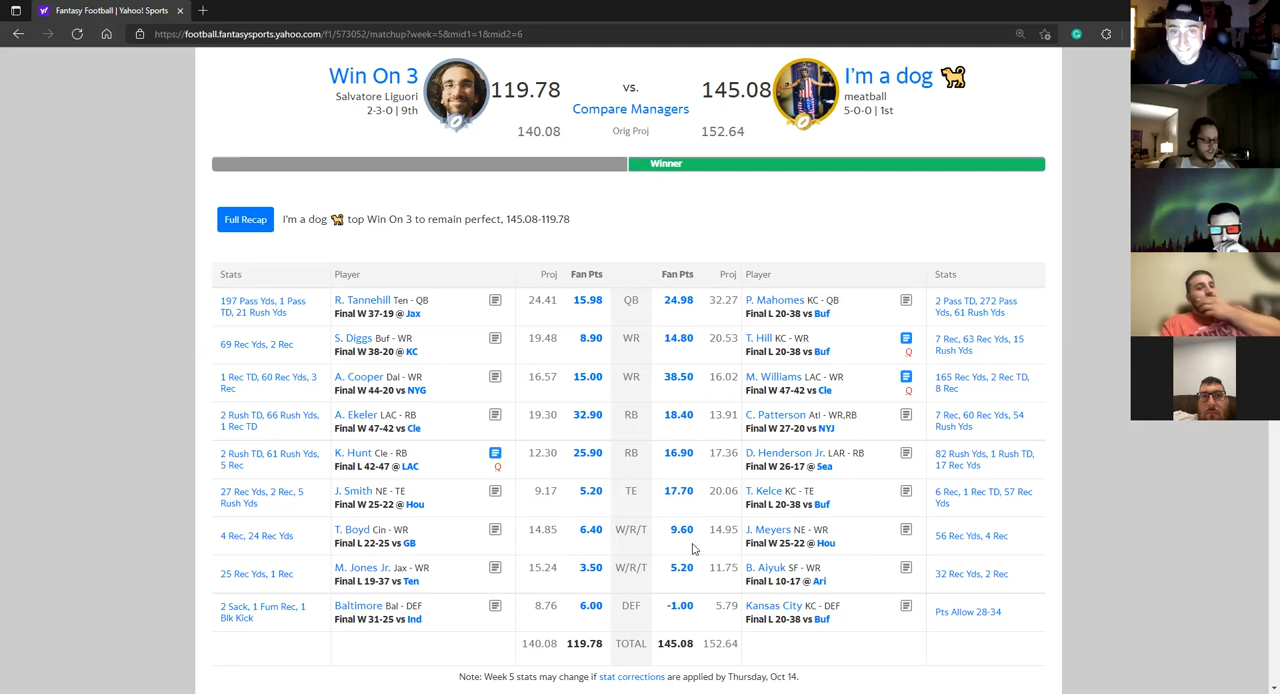 Fantasy Football | Yahoo! Sports
https://football.fantasysports.yahoo.com/f1/573052/matchup?week=5&mid1=1&mid2=6
Win On 3
Salvatore Liguori
2-3-0 | 9th
119.78
140.08
vs.
Compare Managers
Orig Proj
145.08
152.64
I'm a dog 🐕
meatball
5-0-0 | 1st
Winner
Full Recap
I'm a dog 🐕 top Win On 3 to remain perfect, 145.08-119.78
Stats Player Proj Fan Pts Fan Pts Proj Player Stats
197 Pass Yds, 1 Pass
TD, 21 Rush Yds
R. Tannehill Ten - QB
Final W 37-19 @ Jax
24.41 15.98 QB 24.98 32.27
P. Mahomes KC - QB
Final L 20-38 vs Buf
2 Pass TD, 272 Pass
Yds, 61 Rush Yds
69 Rec Yds, 2 Rec
S. Diggs Buf - WR
Final W 38-20 @ KC
19.48 8.90 WR 14.80 20.53
T. Hill KC - WR
Final L 20-38 vs Buf
Q
7 Rec, 63 Rec Yds, 15
Rush Yds
1 Rec TD, 60 Rec Yds, 3
Rec
A. Cooper Dal - WR
Final W 44-20 vs NYG
16.57 15.00 WR 38.50 16.02
M. Williams LAC - WR
Final W 47-42 vs Cle
Q
165 Rec Yds, 2 Rec TD,
8 Rec
2 Rush TD, 66 Rush Yds,
1 Rec TD
A. Ekeler LAC - RB
Final W 47-42 vs Cle
19.30 32.90 RB 18.40 13.91
C. Patterson Atl - WR,RB
Final W 27-20 vs NYJ
7 Rec, 60 Rec Yds, 54
Rush Yds
2 Rush TD, 61 Rush Yds,
5 Rec
K. Hunt Cle - RB
Final L 42-47 @ LAC
Q
12.30 25.90 RB 16.90 17.36
D. Henderson Jr. LAR - RB
Final W 26-17 @ Sea
82 Rush Yds, 1 Rush TD,
17 Rec Yds
27 Rec Yds, 2 Rec, 5
Rush Yds
J. Smith NE - TE
Final W 25-22 @ Hou
9.17 5.20 TE 17.70 20.06
T. Kelce KC - TE
Final L 20-38 vs Buf
6 Rec, 1 Rec TD, 57 Rec
Yds
4 Rec, 24 Rec Yds
T. Boyd Cin - WR
Final L 22-25 vs GB
14.85 6.40 W/R/T 9.60 14.95
J. Meyers NE - WR
Final W 25-22 @ Hou
56 Rec Yds, 4 Rec
25 Rec Yds, 1 Rec
M. Jones Jr. Jax - WR
Final L 19-37 vs Ten
15.24 3.50 W/R/T 5.20 11.75
B. Aiyuk SF - WR
Final L 10-17 @ Ari
32 Rec Yds, 2 Rec
2 Sack, 1 Fum Rec, 1
Blk Kick
Baltimore Bal - DEF
Final W 31-25 vs Ind
8.76 6.00 DEF -1.00 5.79
Kansas City KC - DEF
Final L 20-38 vs Buf
Pts Allow 28-34
140.08 119.78 TOTAL 145.08 152.64
Note: Week 5 stats may change if stat corrections are applied by Thursday, Oct 14.